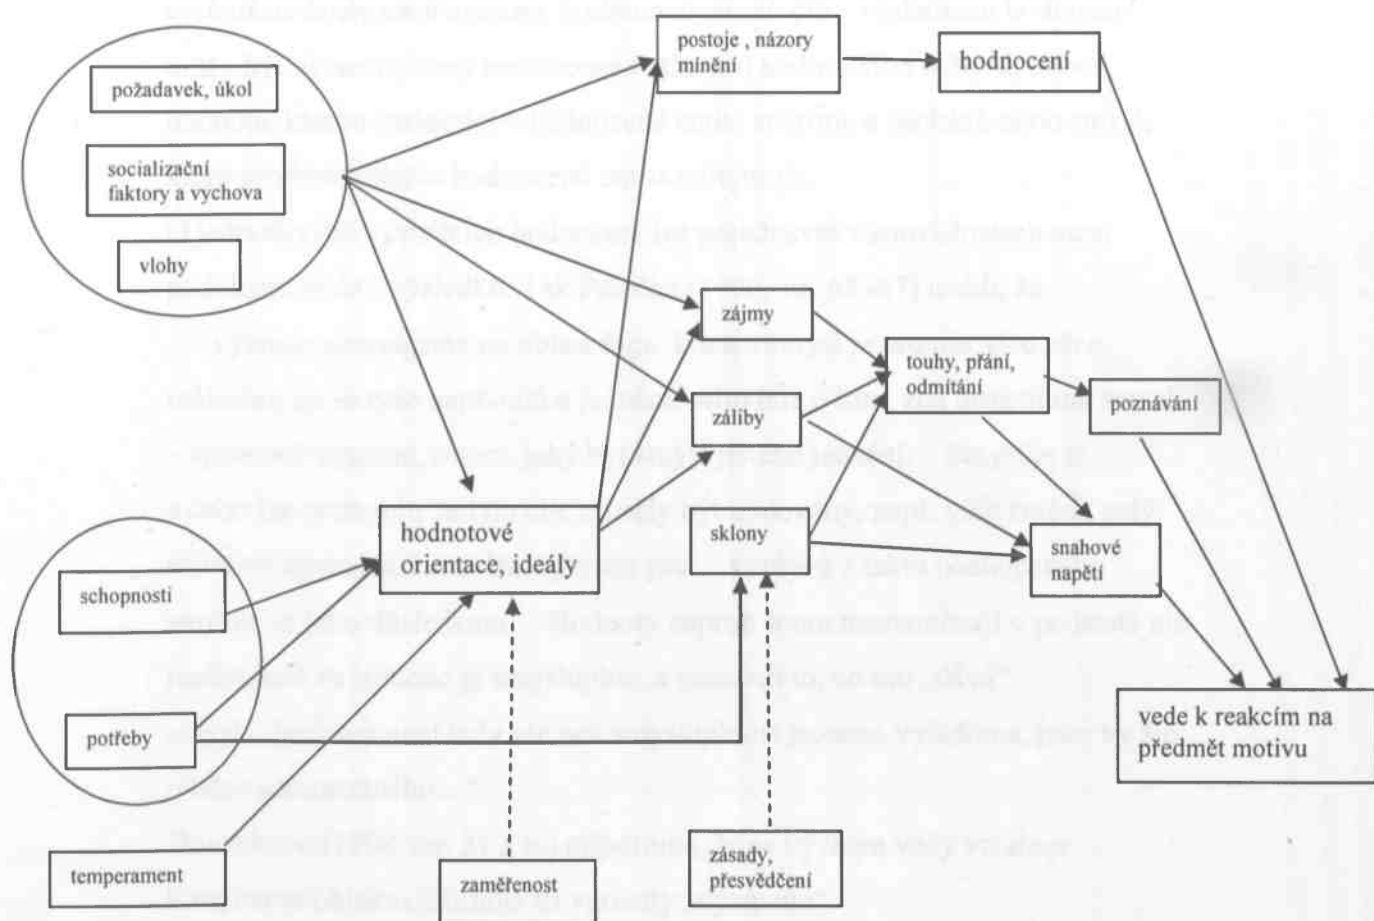 postoje , názory
mínění
hodnocení
požadavek, úkol
socializační
faktory a vychova
vlohy
zájmy
touhy, přání,
odmítání
záliby
poznávání
hodnotové
orientace, ideály
sklony
snahové
napětí
schopnosti
potřeby
vede k reakcím na
předmět motivu
temperament
zaměřenost
zásady,
přesvědčení